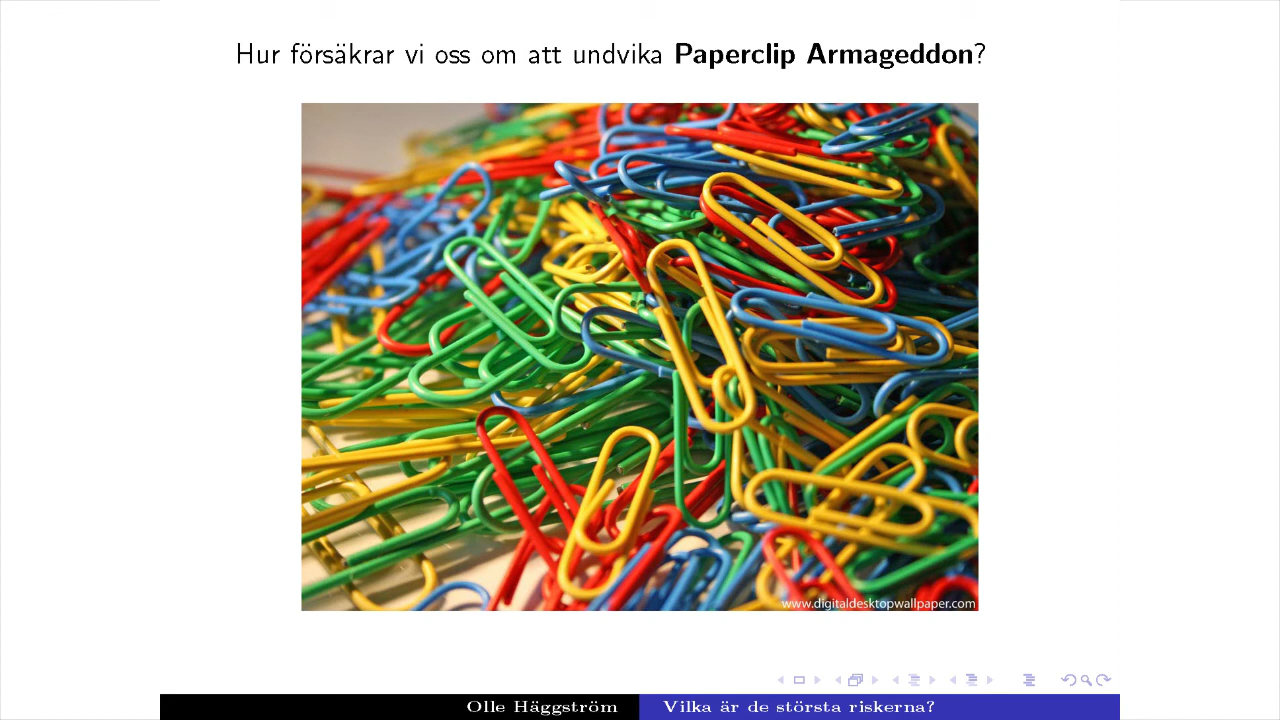 Hur försäkrar vi oss om att undvika Paperclip Armageddon?
www.digitaldesktopwallpaper.com
Olle Häggström Vilka är de största riskerna?